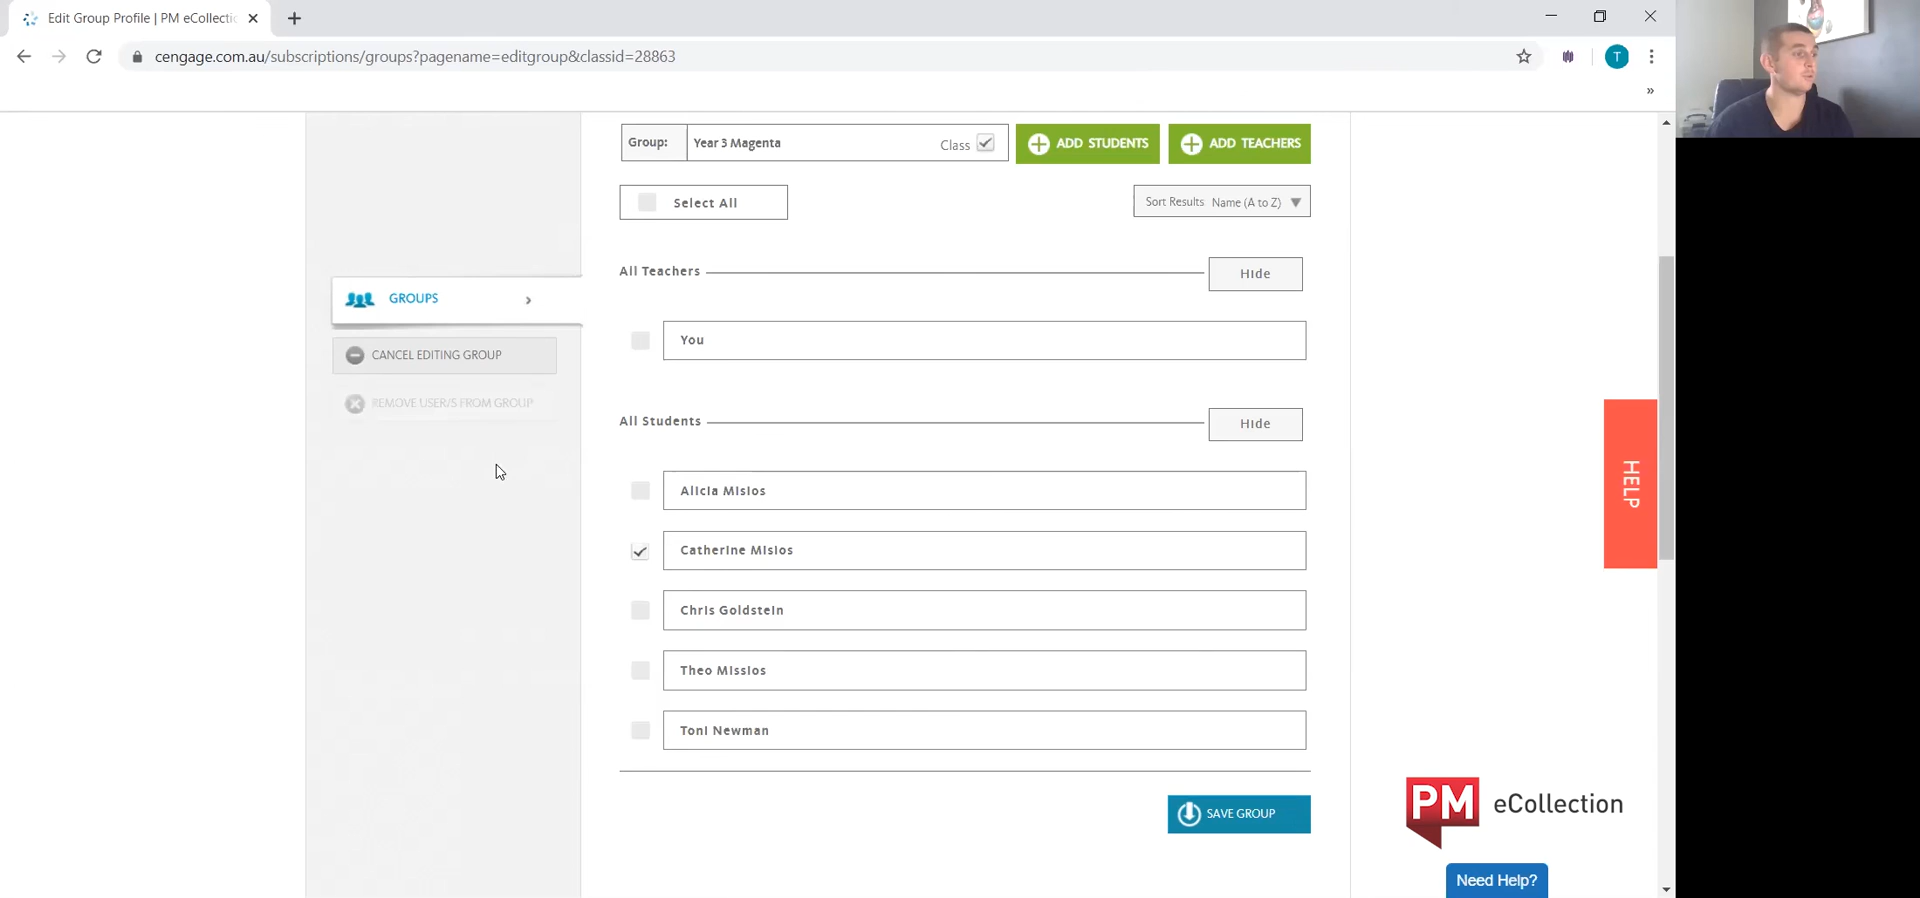 Edit Group Profile | PM eCollectio
cengage.com.au/subscriptions/groups?pagename=editgroup&classid=28863
T
»
Group: Year 3 Magenta Class
ADD STUDENTS
ADD TEACHERS
Select All
Sort Results Name (A to Z)
All Teachers
Hide
GROUPS
You
CANCEL EDITING GROUP
REMOVE USER/S FROM GROUP
All Students
Hide
Alicia Misios
Catherine Misios
Chris Goldstein
Theo Missios
Toni Newman
HELP
SAVE GROUP
PM eCollection
Need Help?